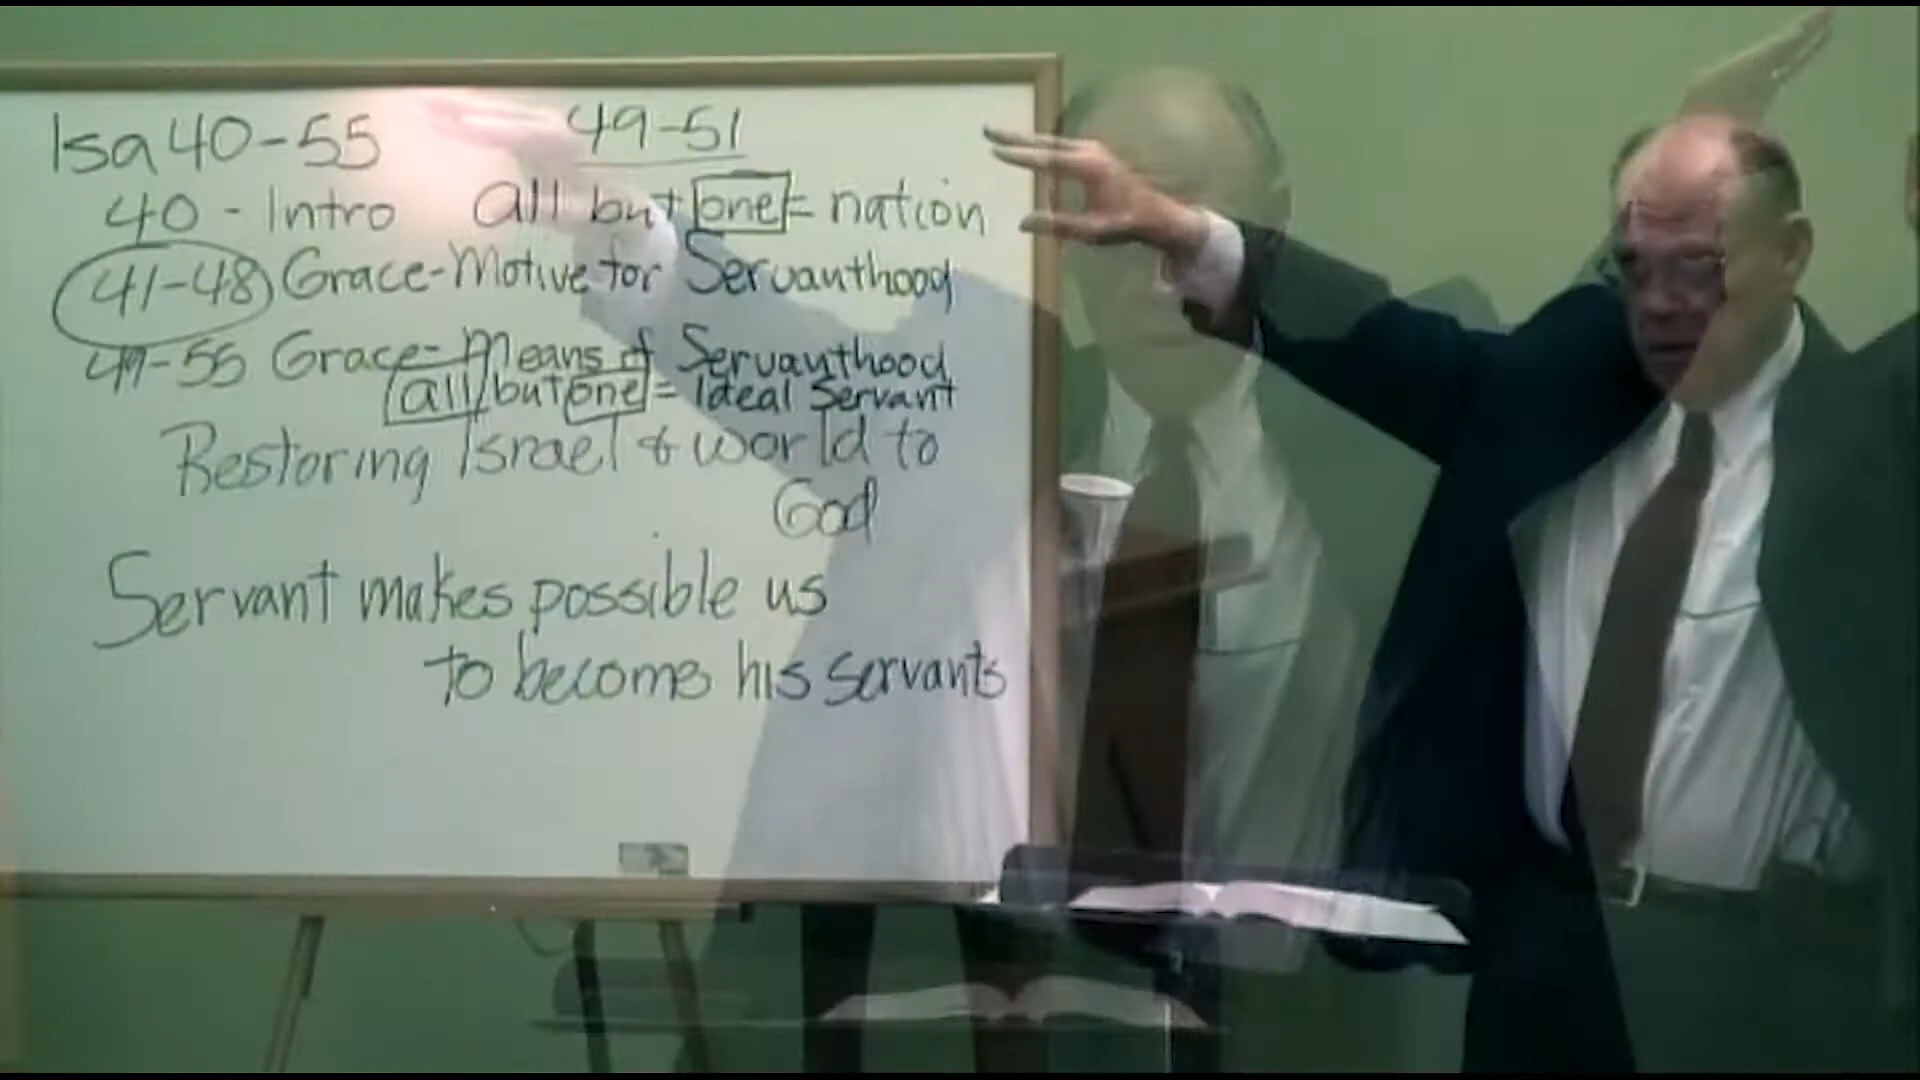 Isa 40-55
49-51
40 - Intro all but one = nation
41-48 Grace-Motive for Servanthood
49-55 Grace-Means of Servanthood
all but one = Ideal Servant
Restoring Israel & world to
God
Servant makes possible us
to become his servants